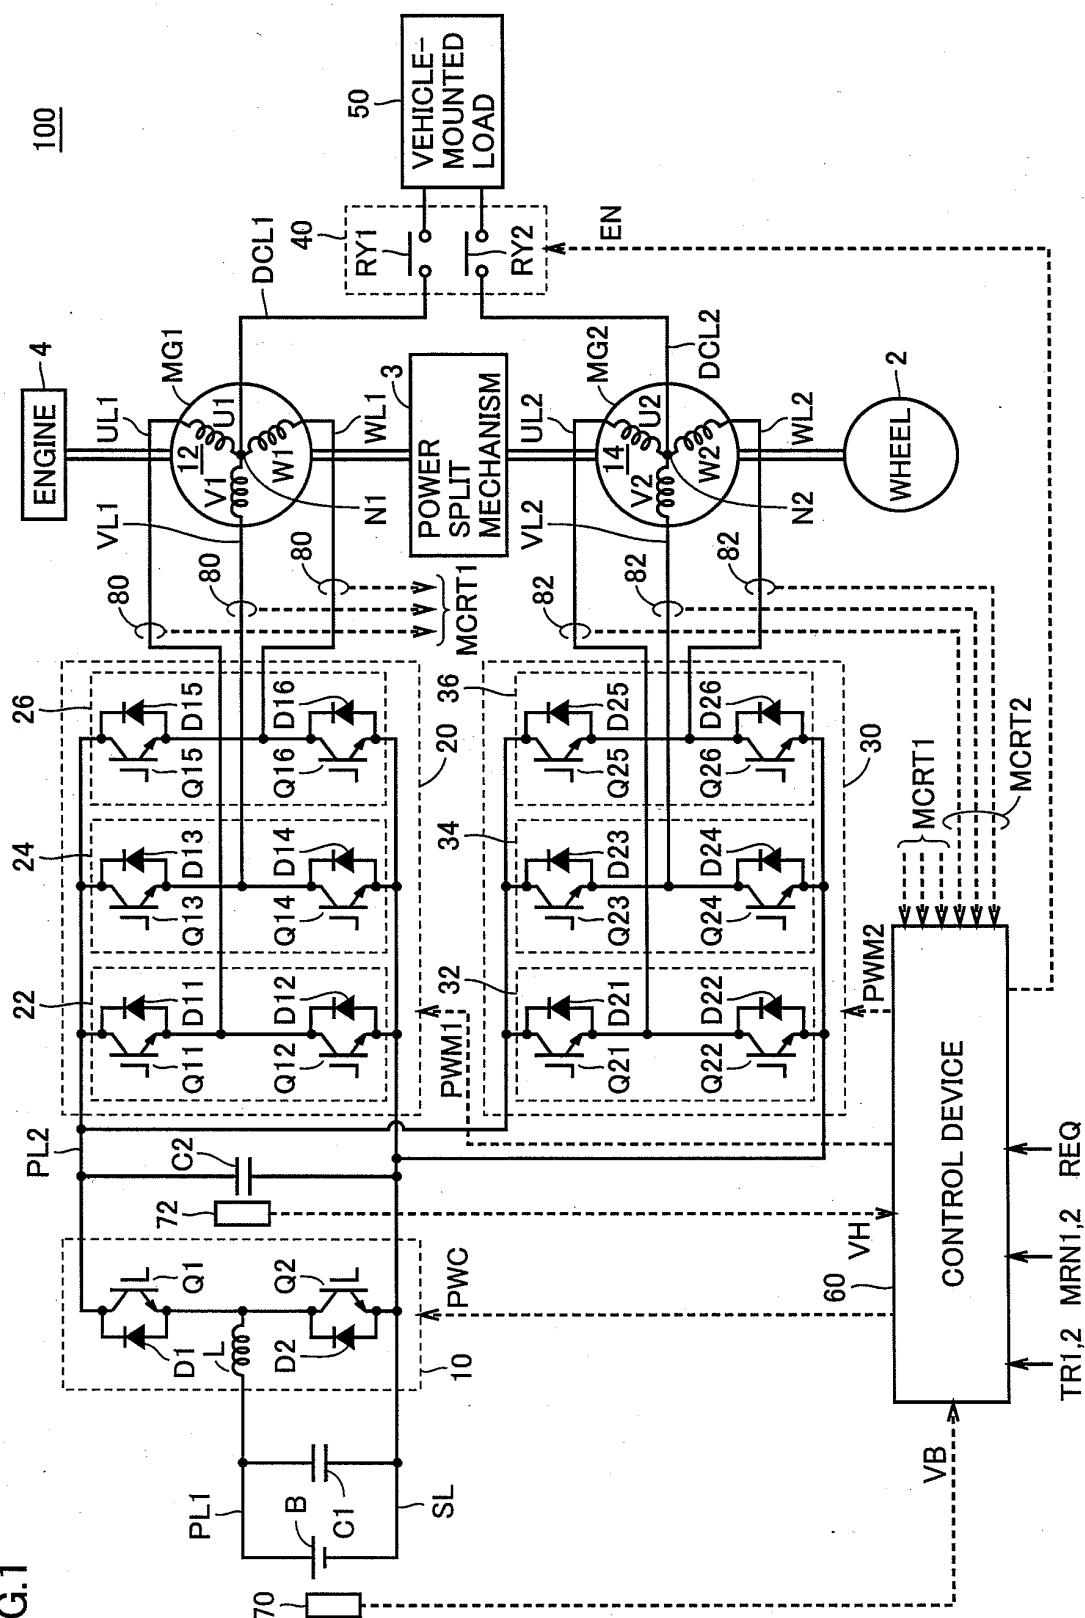 G.1
100
ENGINE
4
UL1
MG1
DCL1
40
RY1
RY2
EN
50
VEHICLE-
MOUNTED
LOAD
VL1
12
U1
V1
W1
N1
WL1
3
POWER
SPLIT
MECHANISM
UL2
MG2
DCL2
VL2
14
U2
V2
W2
N2
WL2
2
WHEEL
80
80
80
MCRT1
82
82
82
26
Q15
D15
Q16
D16
24
Q13
D13
Q14
D14
22
Q11
D11
Q12
D12
20
36
Q25
D25
Q26
D26
34
Q23
D23
Q24
D24
32
Q21
D21
Q22
D22
30
MCRT1
MCRT2
PWM1
PWM2
PL2
C2
72
VH
Q1
D1
L
Q2
D2
10
PWC
60
CONTROL DEVICE
TR1,2
MRN1,2
REQ
PL1
B
C1
SL
70
VB